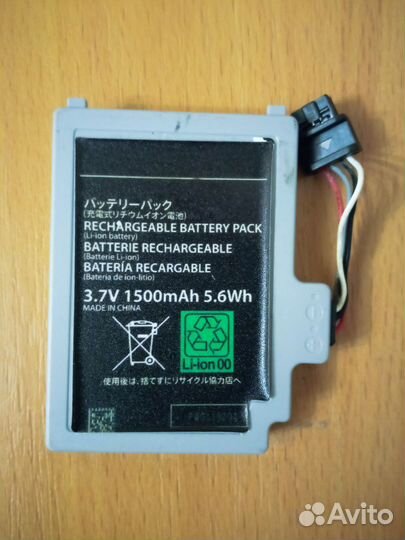 バッテリーパック
(充電式リチウムイオン電池)
RECHARGEABLE BATTERY PACK
(Li-ion battery)
BATTERIE RECHARGEABLE
(Batterie Li-ion)
BATERÍA RECARGABLE
(Batería de ion-litio)
3.7V 1500mAh 5.6Wh
MADE IN CHINA
Li-ion 00
使用後は、捨てずにリサイクル協力店へ
Avito